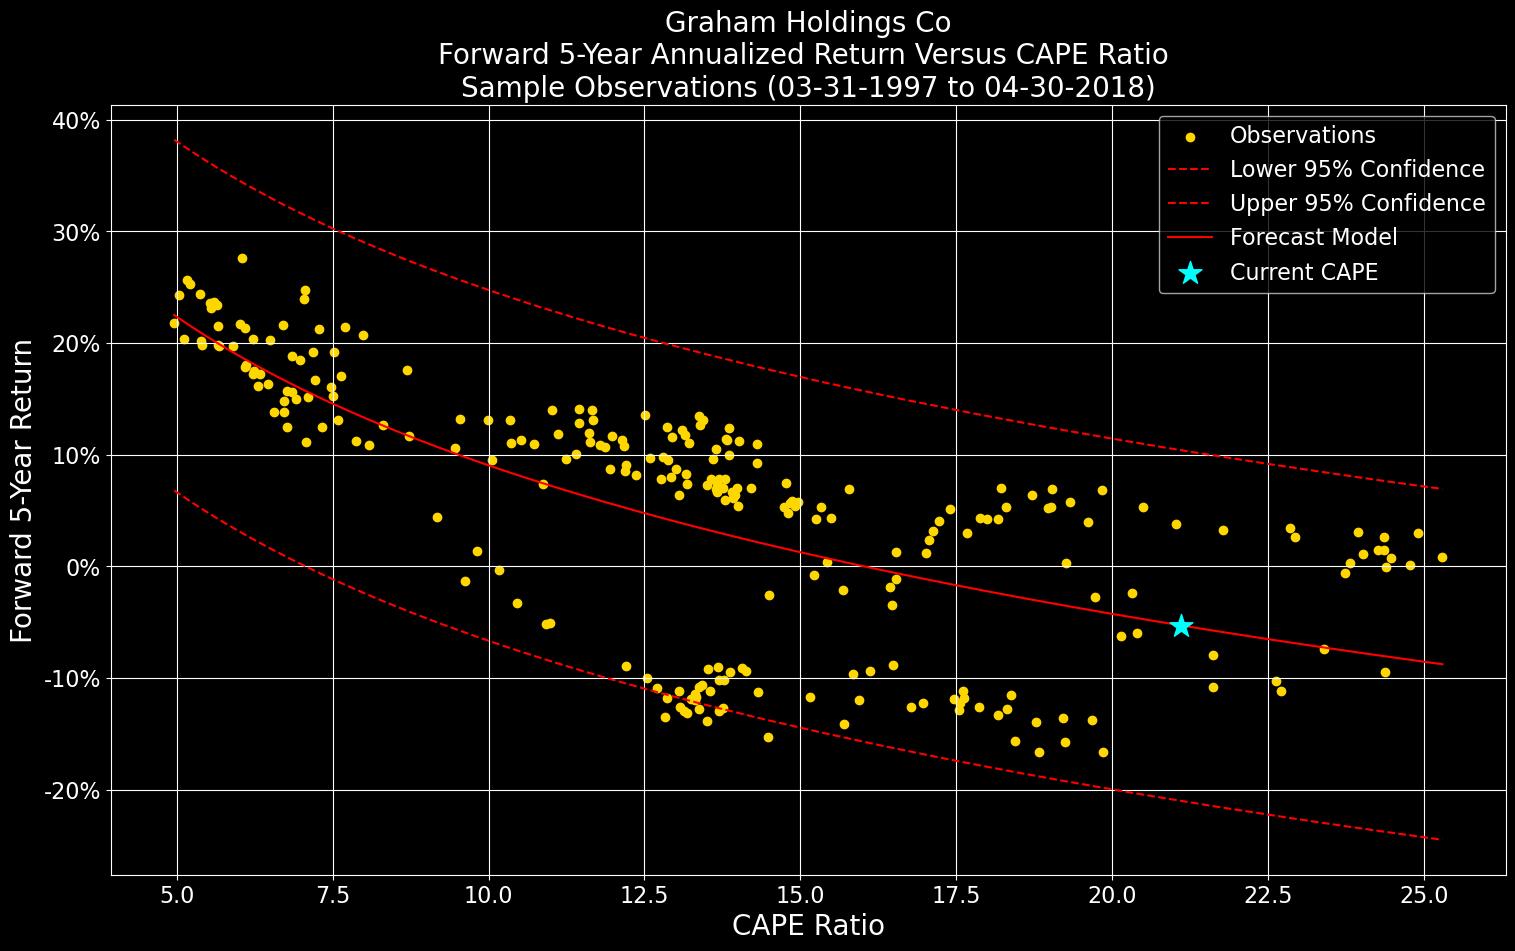 Graham Holdings Co
Forward 5-Year Annualized Return Versus CAPE Ratio
Sample Observations (03-31-1997 to 04-30-2018)
Observations
Lower 95% Confidence
Upper 95% Confidence
Forecast Model
Current CAPE
Forward 5-Year Return
40%
30%
20%
10%
0%
-10%
-20%
5.0 7.5 10.0 12.5 15.0 17.5 20.0 22.5 25.0
CAPE Ratio